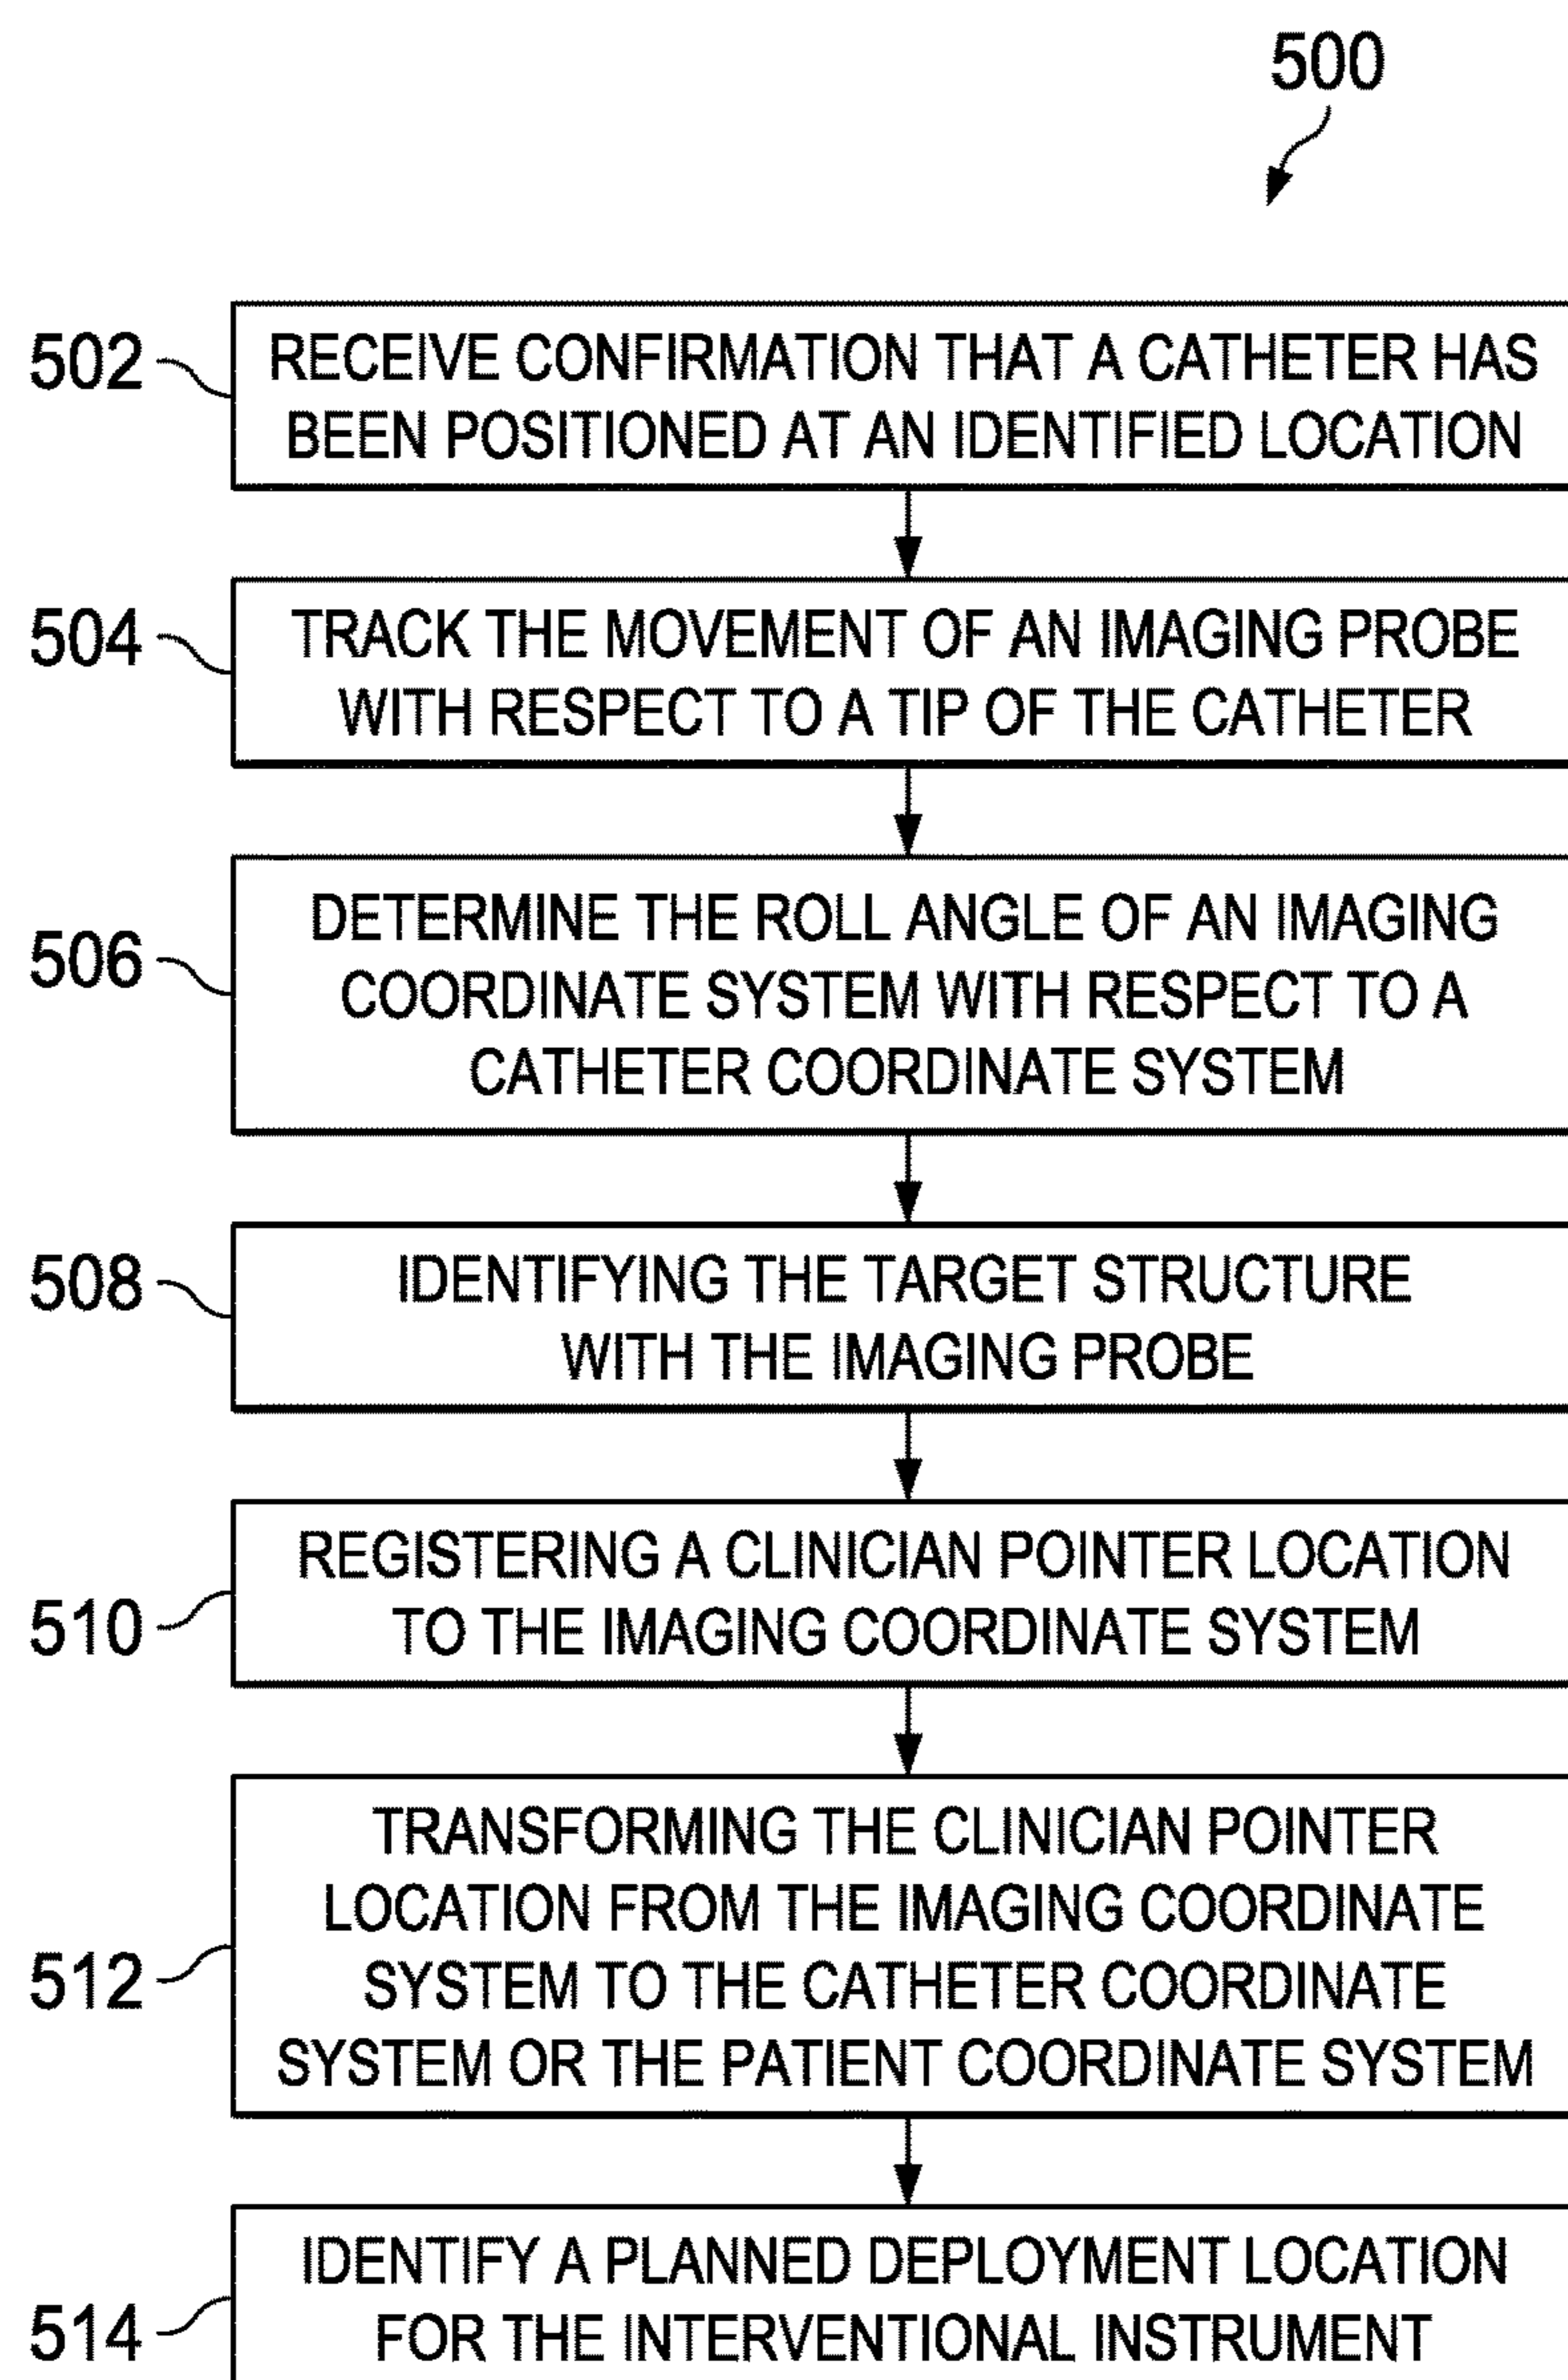 500
502
RECEIVE CONFIRMATION THAT A CATHETER HAS
BEEN POSITIONED AT AN IDENTIFIED LOCATION
504
TRACK THE MOVEMENT OF AN IMAGING PROBE
WITH RESPECT TO A TIP OF THE CATHETER
506
DETERMINE THE ROLL ANGLE OF AN IMAGING
COORDINATE SYSTEM WITH RESPECT TO A
CATHETER COORDINATE SYSTEM
508
IDENTIFYING THE TARGET STRUCTURE
WITH THE IMAGING PROBE
510
REGISTERING A CLINICIAN POINTER LOCATION
TO THE IMAGING COORDINATE SYSTEM
512
TRANSFORMING THE CLINICIAN POINTER
LOCATION FROM THE IMAGING COORDINATE
SYSTEM TO THE CATHETER COORDINATE
SYSTEM OR THE PATIENT COORDINATE SYSTEM
514
IDENTIFY A PLANNED DEPLOYMENT LOCATION
FOR THE INTERVENTIONAL INSTRUMENT